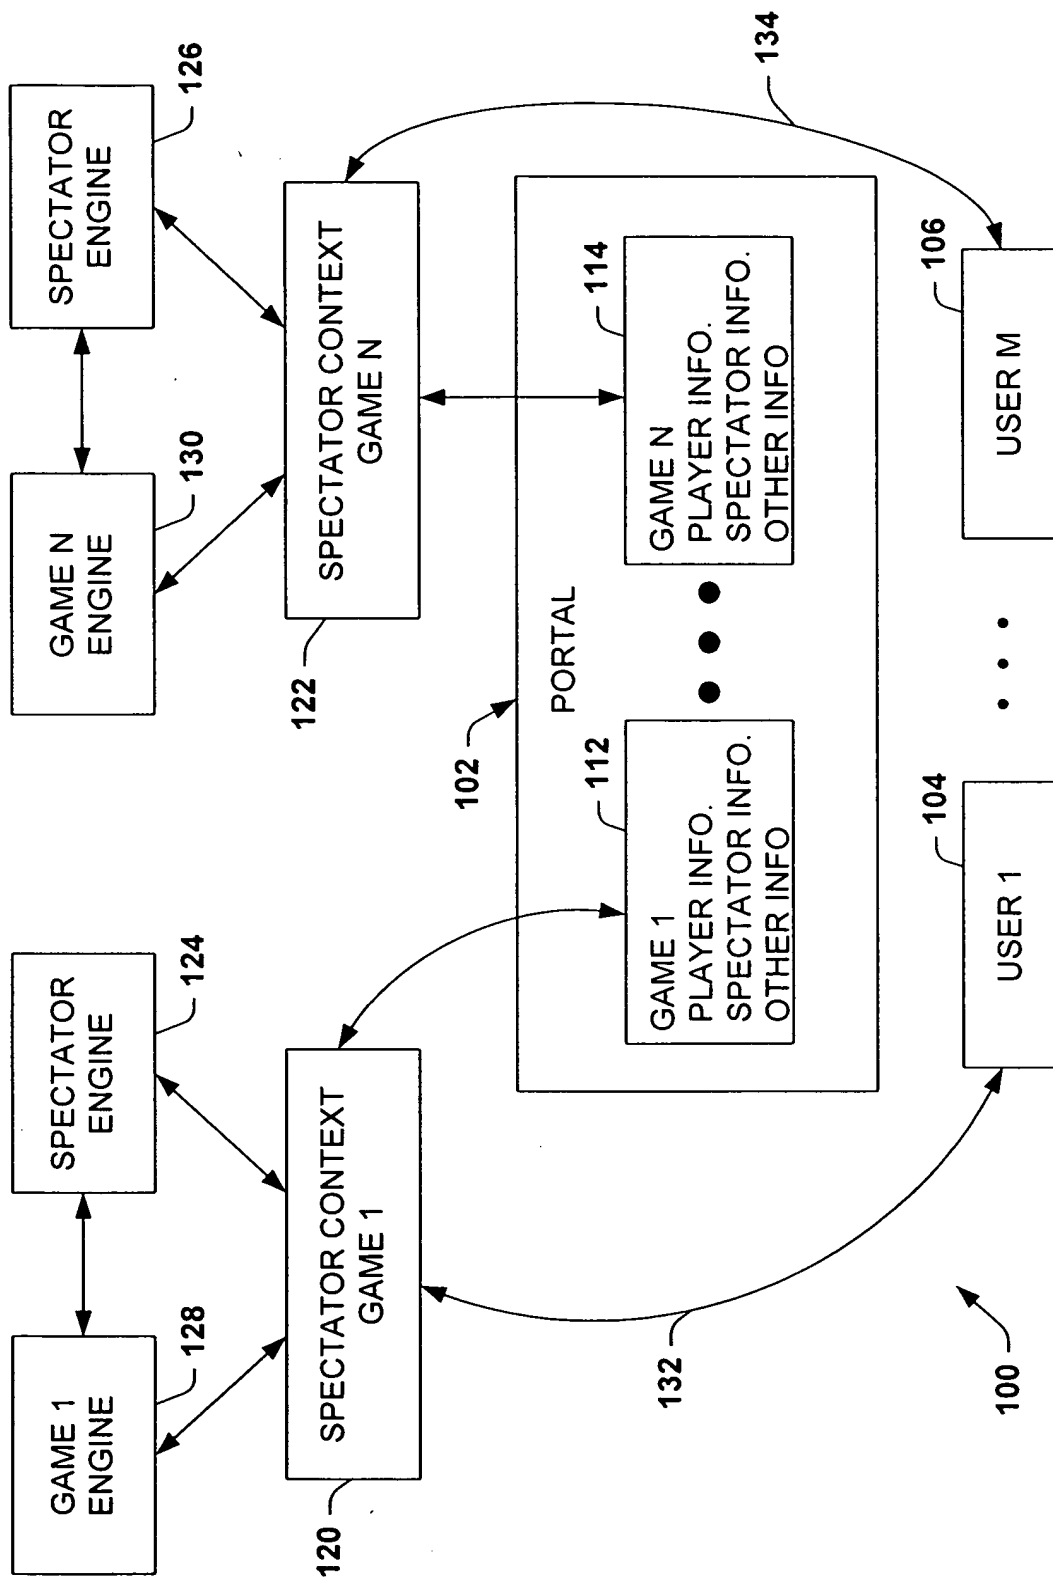 GAME 1
ENGINE
128
SPECTATOR
ENGINE
124
GAME N
ENGINE
130
SPECTATOR
ENGINE
126
SPECTATOR CONTEXT
GAME 1
120
SPECTATOR CONTEXT
GAME N
122
134
102
PORTAL
GAME 1
PLAYER INFO.
SPECTATOR INFO.
OTHER INFO
112
GAME N
PLAYER INFO.
SPECTATOR INFO.
OTHER INFO
114
132
USER 1
104
USER M
106
100